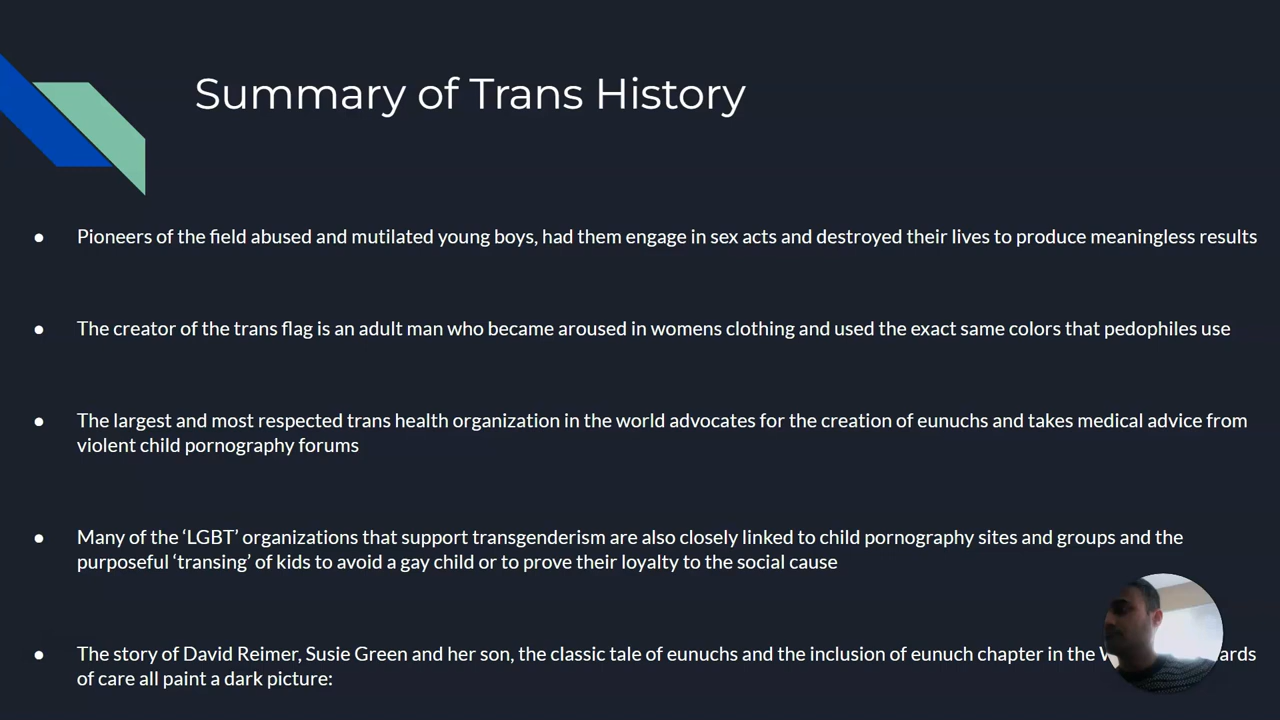 Summary of Trans History
● Pioneers of the field abused and mutilated young boys, had them engage in sex acts and destroyed their lives to produce meaningless results
● The creator of the trans flag is an adult man who became aroused in womens clothing and used the exact same colors that pedophiles use
● The largest and most respected trans health organization in the world advocates for the creation of eunuchs and takes medical advice from
violent child pornography forums
● Many of the ‘LGBT’ organizations that support transgenderism are also closely linked to child pornography sites and groups and the
purposeful ‘transing’ of kids to avoid a gay child or to prove their loyalty to the social cause
● The story of David Reimer, Susie Green and her son, the classic tale of eunuchs and the inclusion of eunuch chapter in the
of care all paint a dark picture: